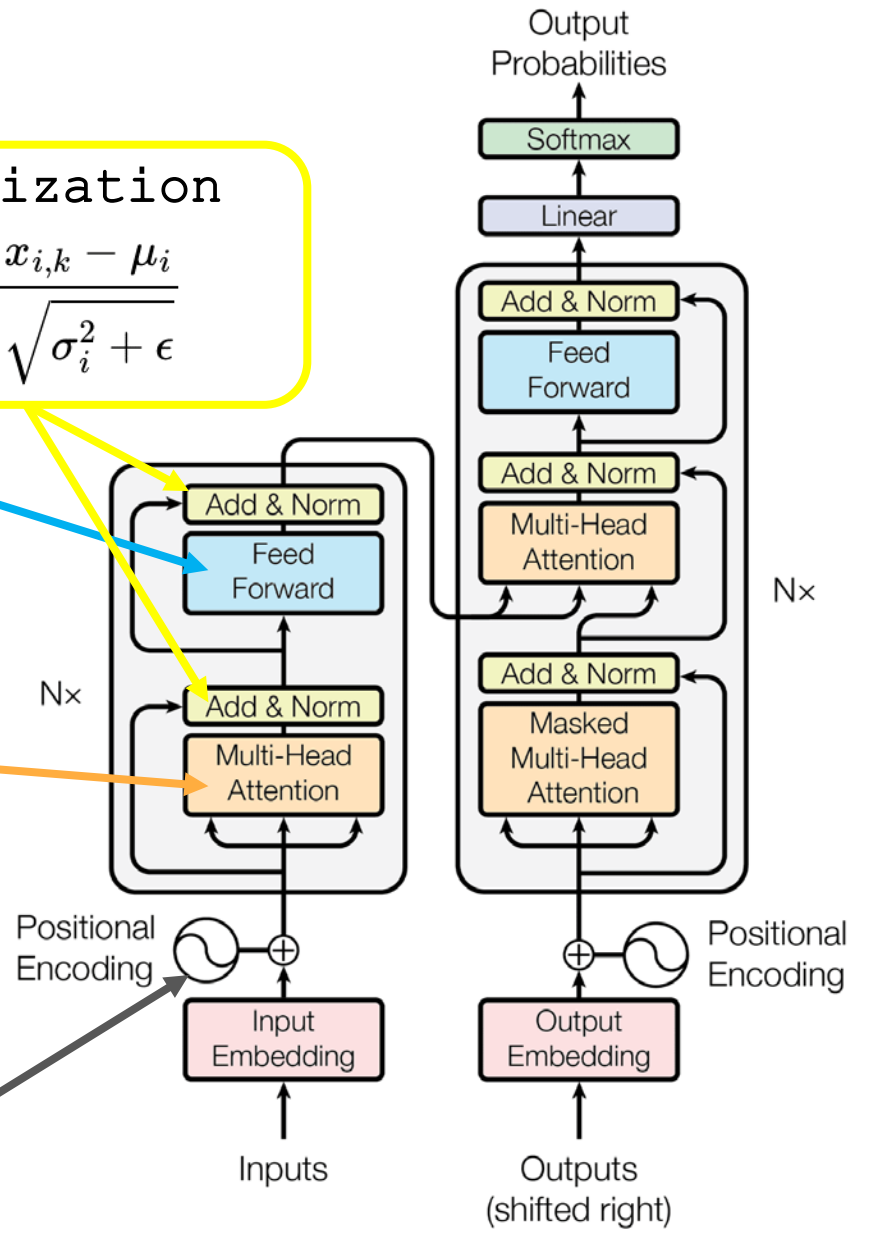 Output
Probabilities
Softmax
Linear
ization
x_{i,k} − μ_i
√(σ_i^2 + ϵ)
Add & Norm
Feed
Forward
Add & Norm
Multi-Head
Attention
Nx
Add & Norm
Masked
Multi-Head
Attention
Add & Norm
Feed
Forward
Nx
Add & Norm
Multi-Head
Attention
Positional
Encoding
Input
Embedding
Inputs
Positional
Encoding
Output
Embedding
Outputs
(shifted right)